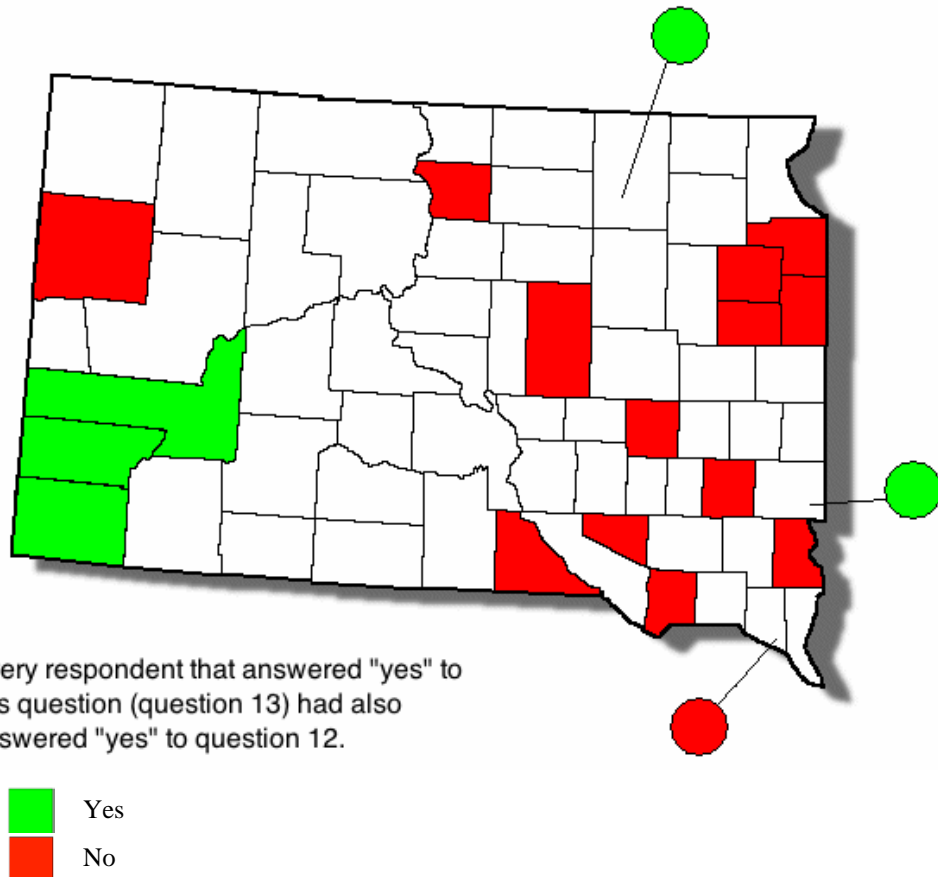 ery respondent that answered "yes" to
s question (question 13) had also
swered "yes" to question 12.
Yes
No